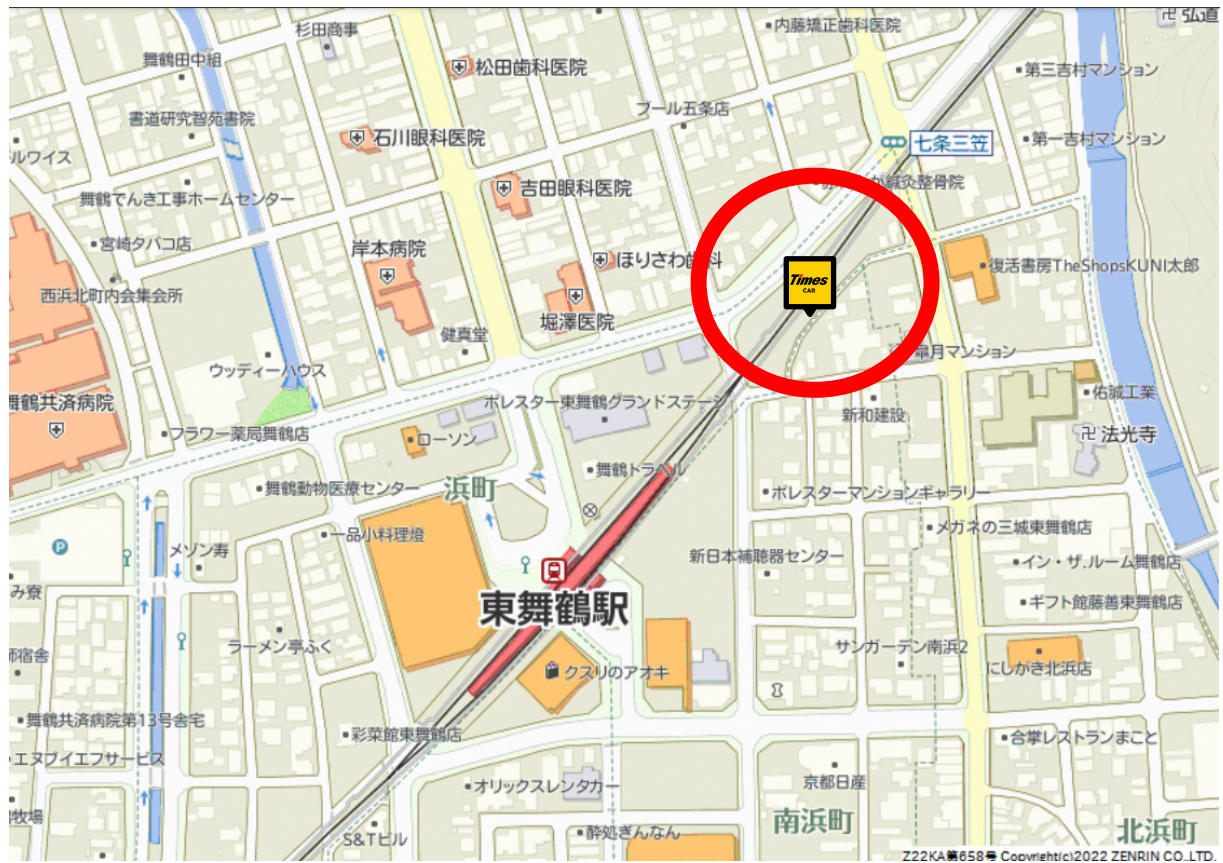 弘道
杉田商事
内藤矯正歯科医院
舞鶴田中組
松田歯科医院
第三吉村マンション
プール五条店
書道研究智苑書院
石川眼科医院
七条三笠
第一吉村マンション
ルワイス
吉田眼科医院
鍼灸整骨院
舞鶴でんき工事ホームセンター
宮崎タバコ店
岸本病院
ほりさわ歯科
復活書房TheShopsKUNI太郎
Times
CAR
西浜北町内会集会所
堀澤医院
健真堂
皐月マンション
ウッディーハウス
舞鶴共済病院
ポレスター東舞鶴グランドステージ
新和建設
佑誠工業
フラワー薬局舞鶴店
ローソン
法光寺
舞鶴トラベル
舞鶴動物医療センター
浜町
ポレスターマンションギャラリー
一品小料理燈
メガネの三城東舞鶴店
P
メゾン寿
新日本補聴器センター
イン・ザ.ルーム舞鶴店
み寮
東舞鶴駅
ギフト館藤善東舞鶴店
ラーメン亭ふく
サンガーデン南浜2
師宿舎
クスリのアオキ
にしがき北浜店
舞鶴共済病院第13号舎宅
彩菜館東舞鶴店
合掌レストランまこと
エヌブイエフサービス
オリックスレンタカー
京都日産
牧場
S&Tビル
酔処ぎんなん
南浜町
北浜町
Z22KA第658号 Copyright(c)2022 ZENRIN CO.,LTD